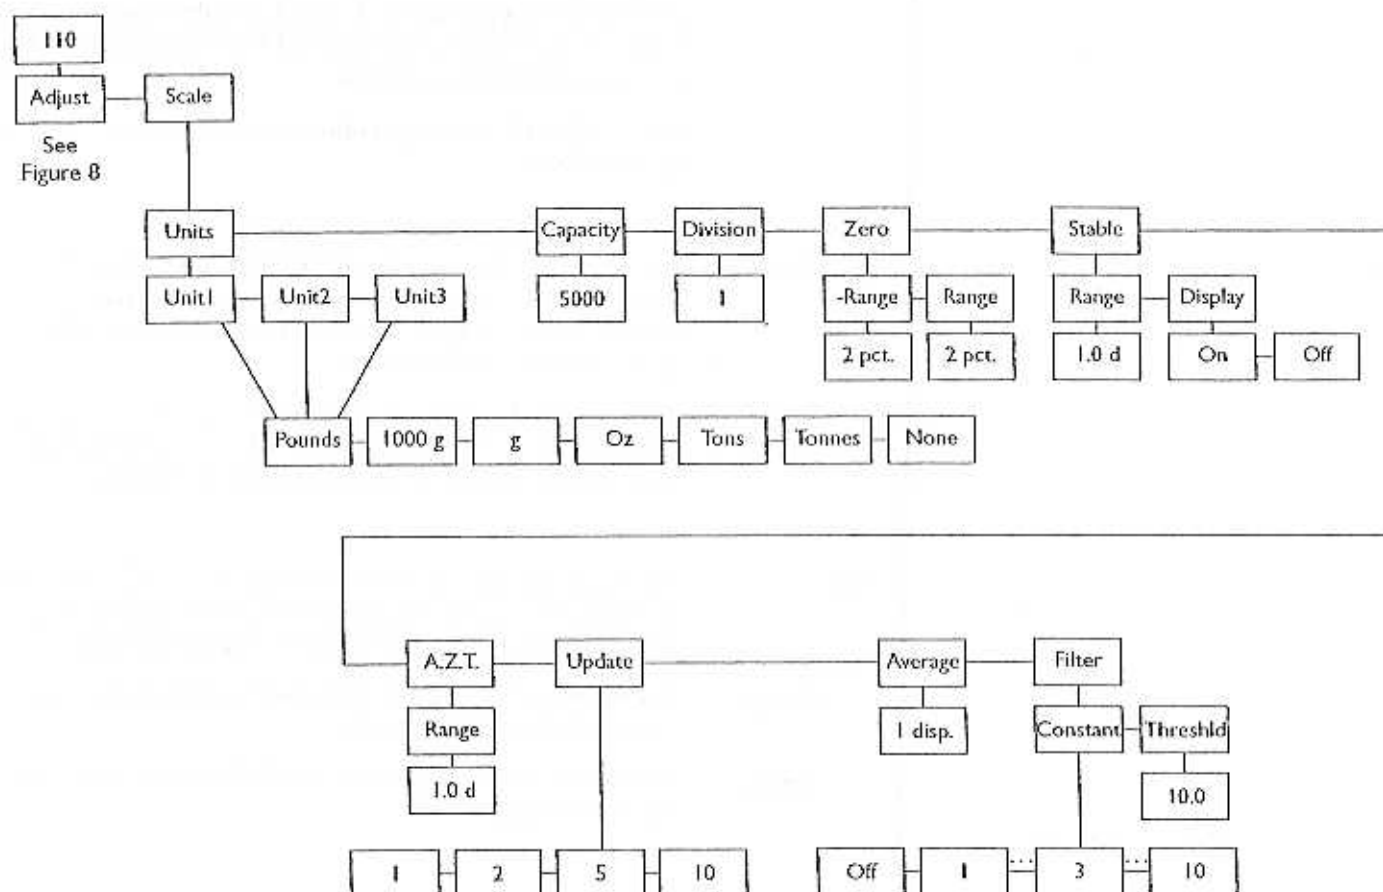 110
Adjust
Scale
See
Figure 8
Units
Capacity
Division
Zero
Stable
Unit1
Unit2
Unit3
5000
1
-Range
Range
Range
Display
2 pct.
2 pct.
1.0 d
On
Off
Pounds
1000 g
g
Oz
Tons
Tonnes
None
A.Z.T.
Update
Average
Filter
Range
1 disp.
Constant
Threshld
1.0 d
10.0
1
2
5
10
Off
1
...
3
...
10